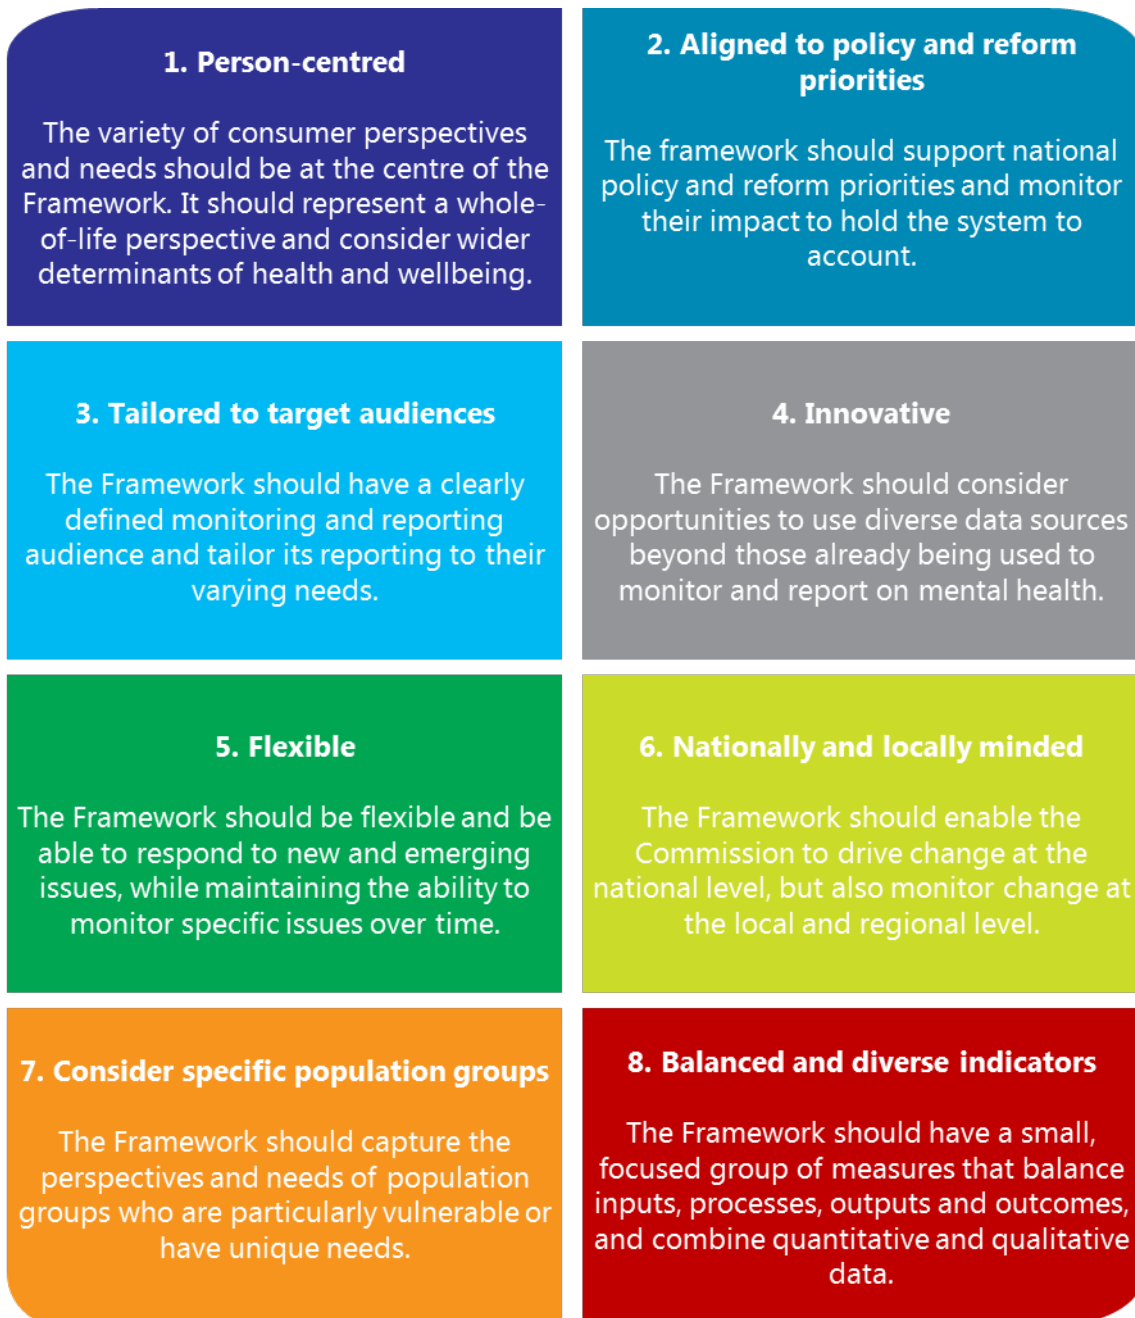 1. Person-centred
The variety of consumer perspectives
and needs should be at the centre of the
Framework. It should represent a whole-
of-life perspective and consider wider
determinants of health and wellbeing.
2. Aligned to policy and reform
priorities
The framework should support national
policy and reform priorities and monitor
their impact to hold the system to
account.
3. Tailored to target audiences
The Framework should have a clearly
defined monitoring and reporting
audience and tailor its reporting to their
varying needs.
4. Innovative
The Framework should consider
opportunities to use diverse data sources
beyond those already being used to
monitor and report on mental health.
5. Flexible
The Framework should be flexible and be
able to respond to new and emerging
issues, while maintaining the ability to
monitor specific issues over time.
6. Nationally and locally minded
The Framework should enable the
Commission to drive change at the
national level, but also monitor change at
the local and regional level.
7. Consider specific population groups
The Framework should capture the
perspectives and needs of population
groups who are particularly vulnerable or
have unique needs.
8. Balanced and diverse indicators
The Framework should have a small,
focused group of measures that balance
inputs, processes, outputs and outcomes,
and combine quantitative and qualitative
data.